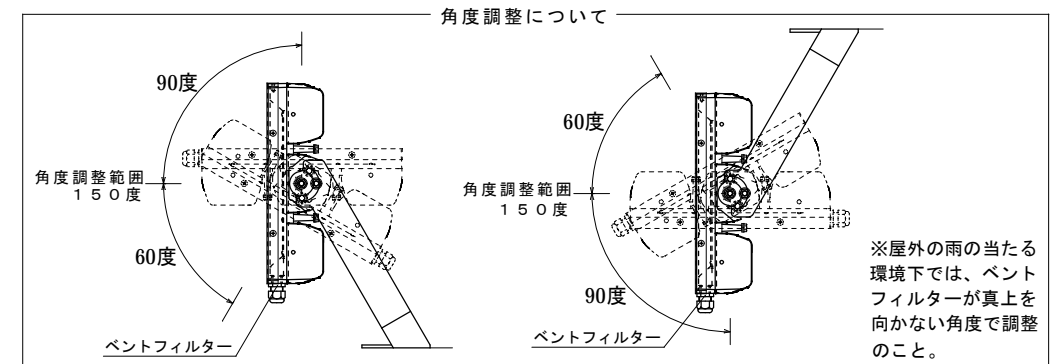 角度調整について
90度
角度調整範囲
１５０度
60度
ベントフィルター
60度
角度調整範囲
１５０度
90度
ベントフィルター
※屋外の雨の当たる
環境下では、ベント
フィルターが真上を
向かない角度で調整
のこと。